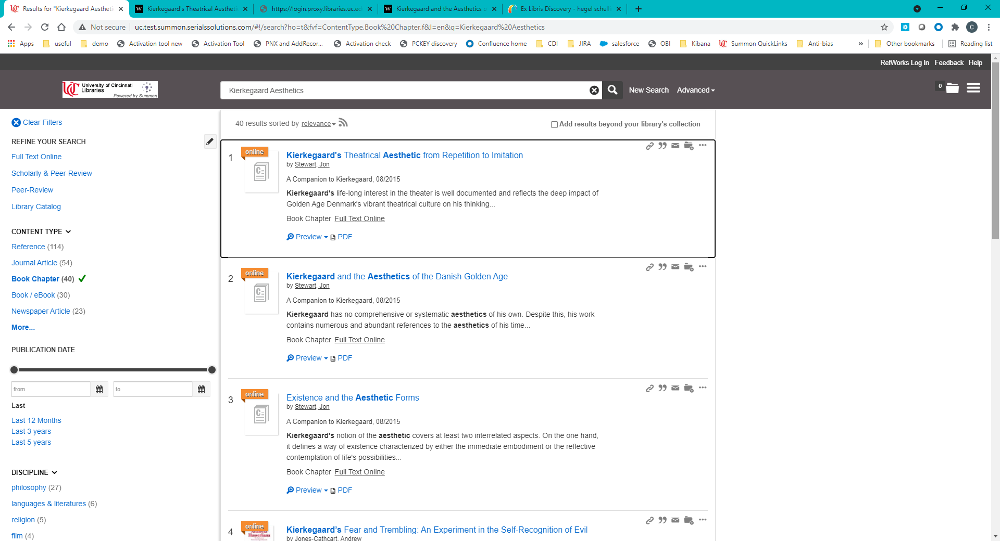 Results for "Kierkegaard Aestheti
Kierkegaard's Theatrical Aestheti
https://login.proxy.libraries.uc.ed
Kierkegaard and the Aesthetics o
Ex Libris Discovery - hegel schelli
Not secure
uc.test.summon.serialssolutions.com/#!/search?ho=t&fvf=ContentType,Book%20Chapter,f&l=en&q=Kierkegaard%20Aesthetics
C
Apps
useful
demo
Activation tool new
Activation Tool
PNX and AddRecor...
Activation check
PCKEY discovery
Confluence home
CDI
JIRA
salesforce
OBI
Kibana
Summon QuickLinks
Anti-bias
»
Other bookmarks
Reading list
RefWorks Log In
Feedback
Help
UC
University of Cincinnati
Libraries
Powered by Summon
Kierkegaard Aesthetics
New Search
Advanced
0
Clear Filters
REFINE YOUR SEARCH
Full Text Online
Scholarly & Peer-Review
Peer-Review
Library Catalog
CONTENT TYPE
Reference (114)
Journal Article (54)
Book Chapter (40)
Book / eBook (30)
Newspaper Article (23)
More...
PUBLICATION DATE
from
to
Last
Last 12 Months
Last 3 years
Last 5 years
DISCIPLINE
philosophy (27)
languages & literatures (6)
religion (5)
film (4)
40 results sorted by relevance
Add results beyond your library's collection
1
online
Kierkegaard's Theatrical Aesthetic from Repetition to Imitation
by Stewart, Jon
A Companion to Kierkegaard, 08/2015
Kierkegaard's life-long interest in the theater is well documented and reflects the deep impact of
Golden Age Denmark's vibrant theatrical culture on his thinking...
Book Chapter Full Text Online
Preview PDF
2
online
Kierkegaard and the Aesthetics of the Danish Golden Age
by Stewart, Jon
A Companion to Kierkegaard, 08/2015
Kierkegaard has no comprehensive or systematic aesthetics of his own. Despite this, his work
contains numerous and abundant references to the aesthetics of his time...
Book Chapter Full Text Online
Preview PDF
3
online
Existence and the Aesthetic Forms
by Stewart, Jon
A Companion to Kierkegaard, 08/2015
Kierkegaard's notion of the aesthetic covers at least two interrelated aspects. On the one hand,
it defines a way of existence characterized by either the immediate embodiment or the reflective
contemplation of life's possibilities...
Book Chapter Full Text Online
Preview PDF
4
online
Husserliana
Kierkegaard’s Fear and Trembling: An Experiment in the Self-Recognition of Evil
by Jones-Cathcart, Andrew